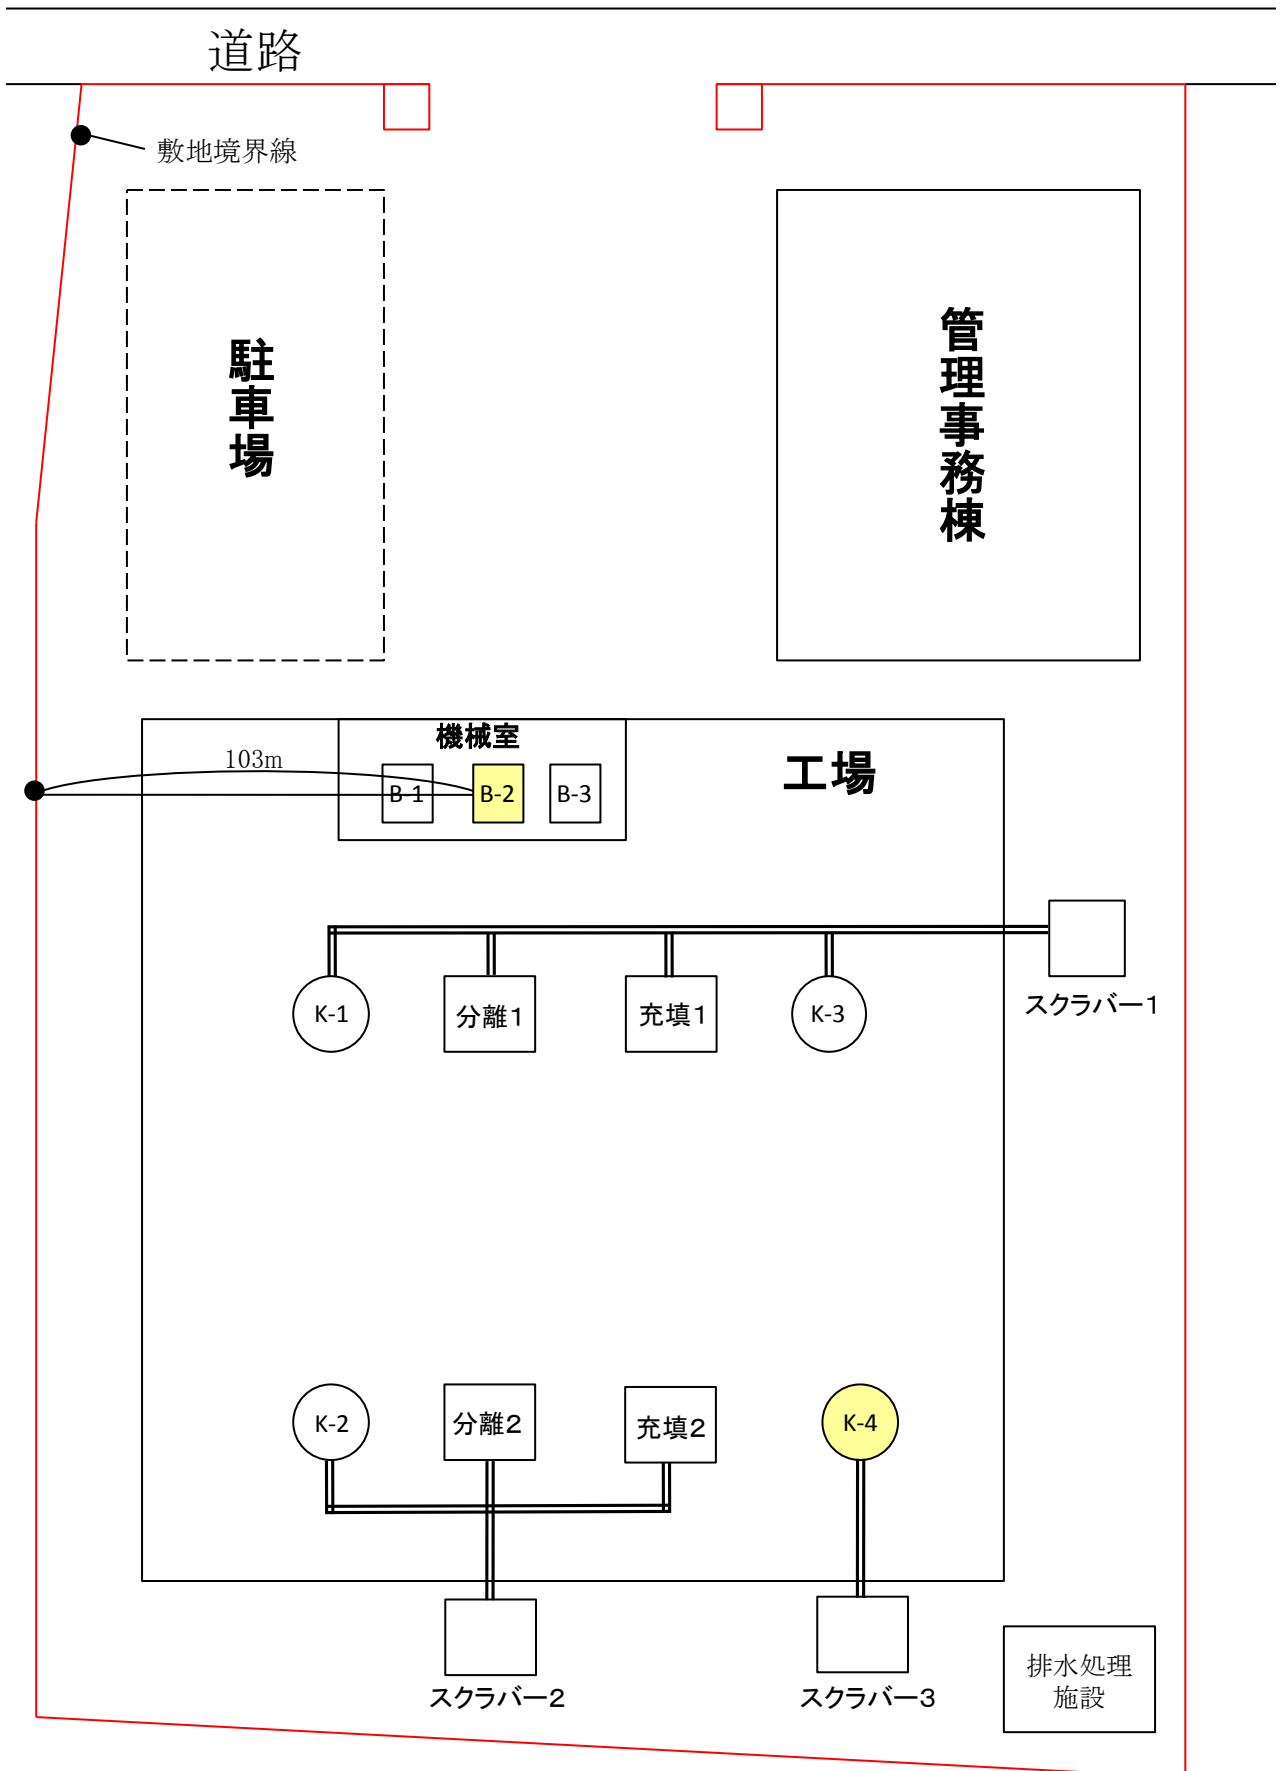 道路
敷地境界線
駐車場
管理事務棟
機械室
工場
103m
B-1
B-2
B-3
K-1
分離1
充填1
K-3
スクラバー1
K-2
分離2
充填2
K-4
スクラバー2
スクラバー3
排水処理
施設